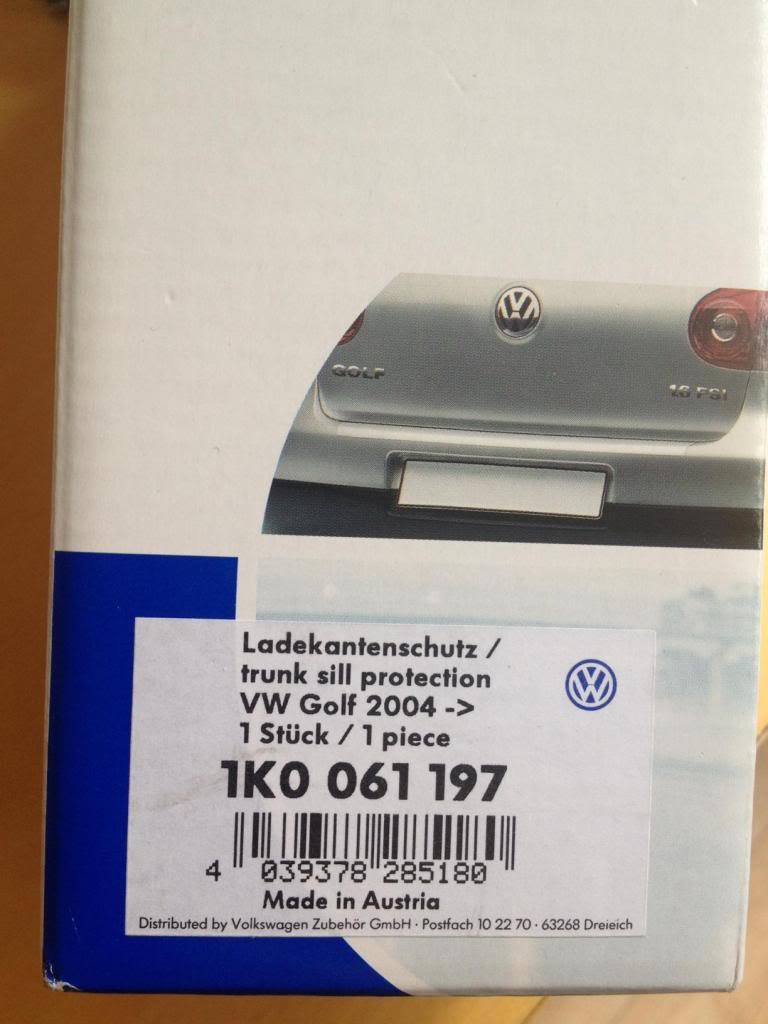 GOLF
1.6 FSI
Ladekantenschutz /
trunk sill protection
VW Golf 2004 ->
1 Stück / 1 piece
1K0 061 197
4 039378 285180
Made in Austria
Distributed by Volkswagen Zubehör GmbH · Postfach 10 22 70 · 63268 Dreieich